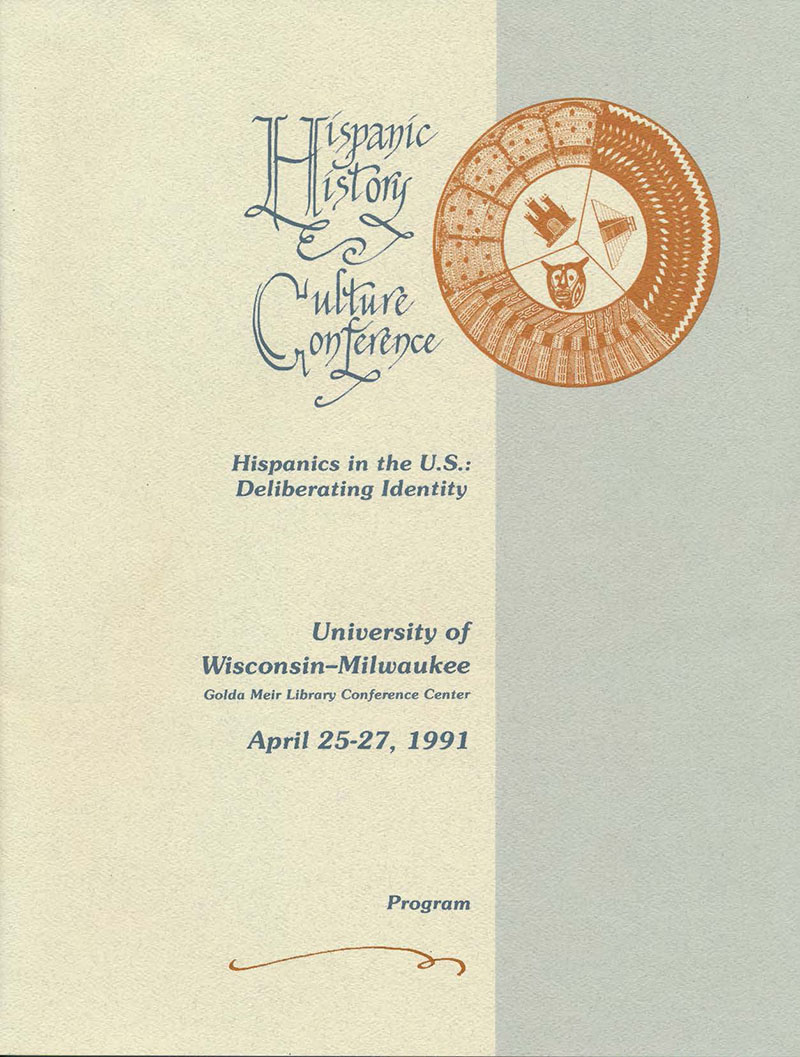 Hispanic
History
&
Culture
Conference
Hispanics in the U.S.:
Deliberating Identity
University of
Wisconsin–Milwaukee
Golda Meir Library Conference Center
April 25-27, 1991
Program